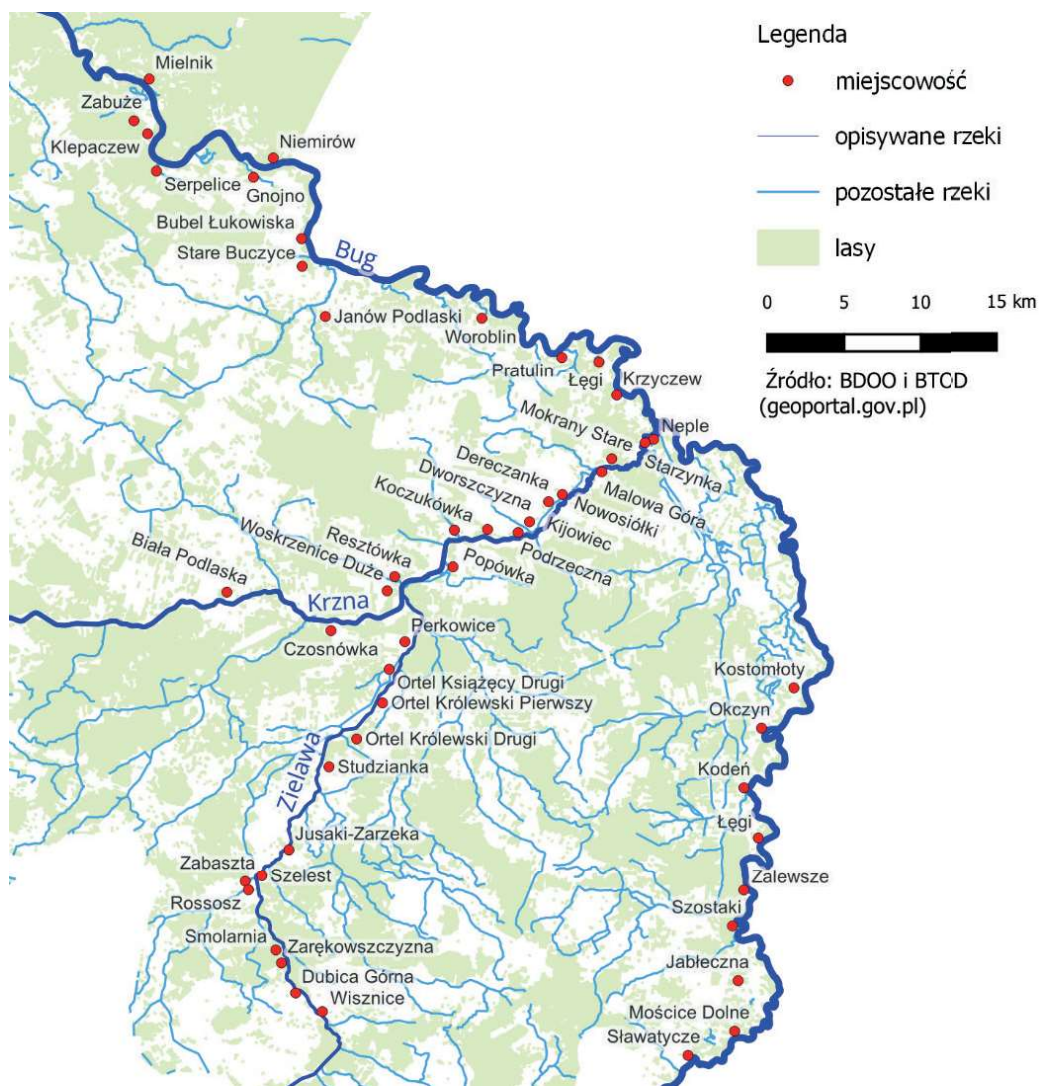 Legenda
miejscowość
opisywane rzeki
pozostałe rzeki
lasy
0 5 10 15 km
Źródło: BDOO i BTOD
(geoportal.gov.pl)
Mielnik
Zabuże
Klepaczew
Serpelice
Niemirów
Gnojno
Bubel Łukowiska
Stare Buczyce
Bug
Janów Podlaski
Woroblin
Pratulin
Łęgi
Krzyczew
Mokrany Stare
Neple
Starzynka
Dereczanka
Malowa Góra
Dworszczyzna
Nowosiółki
Koczukówka
Kijowiec
Podrzeczna
Resztówka
Woskrzenice Duże
Popówka
Biała Podlaska
Krzna
Czosnówka
Perkowice
Ortel Książęcy Drugi
Ortel Królewski Pierwszy
Ortel Królewski Drugi
Zielawa
Studzianka
Kostomłoty
Okczyn
Kodeń
Łęgi
Jusaki-Zarzeka
Zabaszta
Szelest
Rossosz
Zalewsze
Szostaki
Smolarnia
Zarękowszczyzna
Jabłeczna
Dubica Górna
Wisznice
Mościce Dolne
Sławatycze